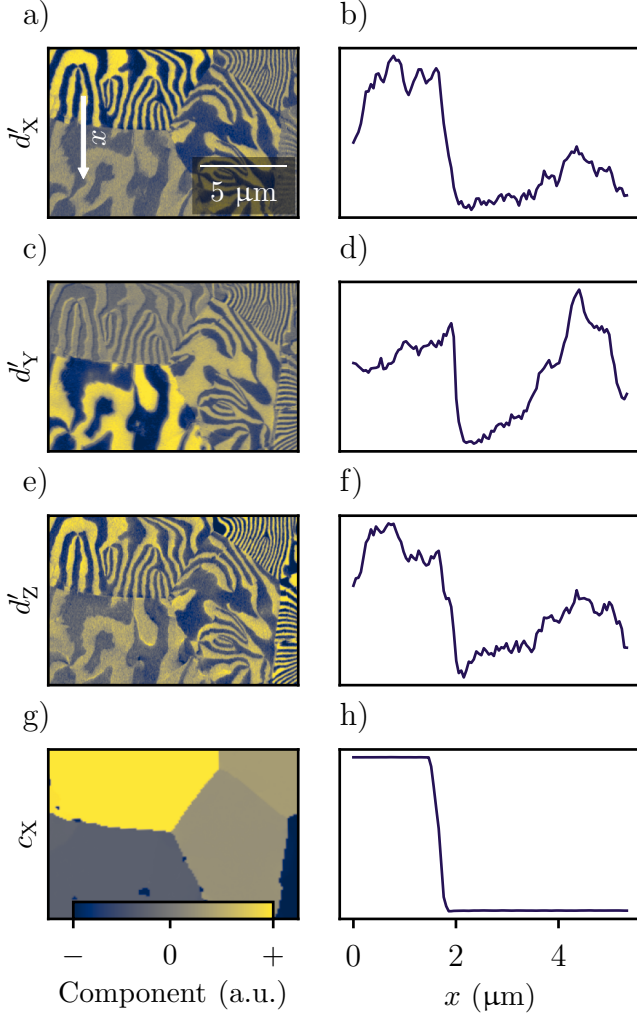 a)
b)
d′X
x
5 µm
c)
d)
d′Y
e)
f)
d′Z
g)
h)
cX
− 0 +
Component (a.u.)
0 2 4
x (µm)